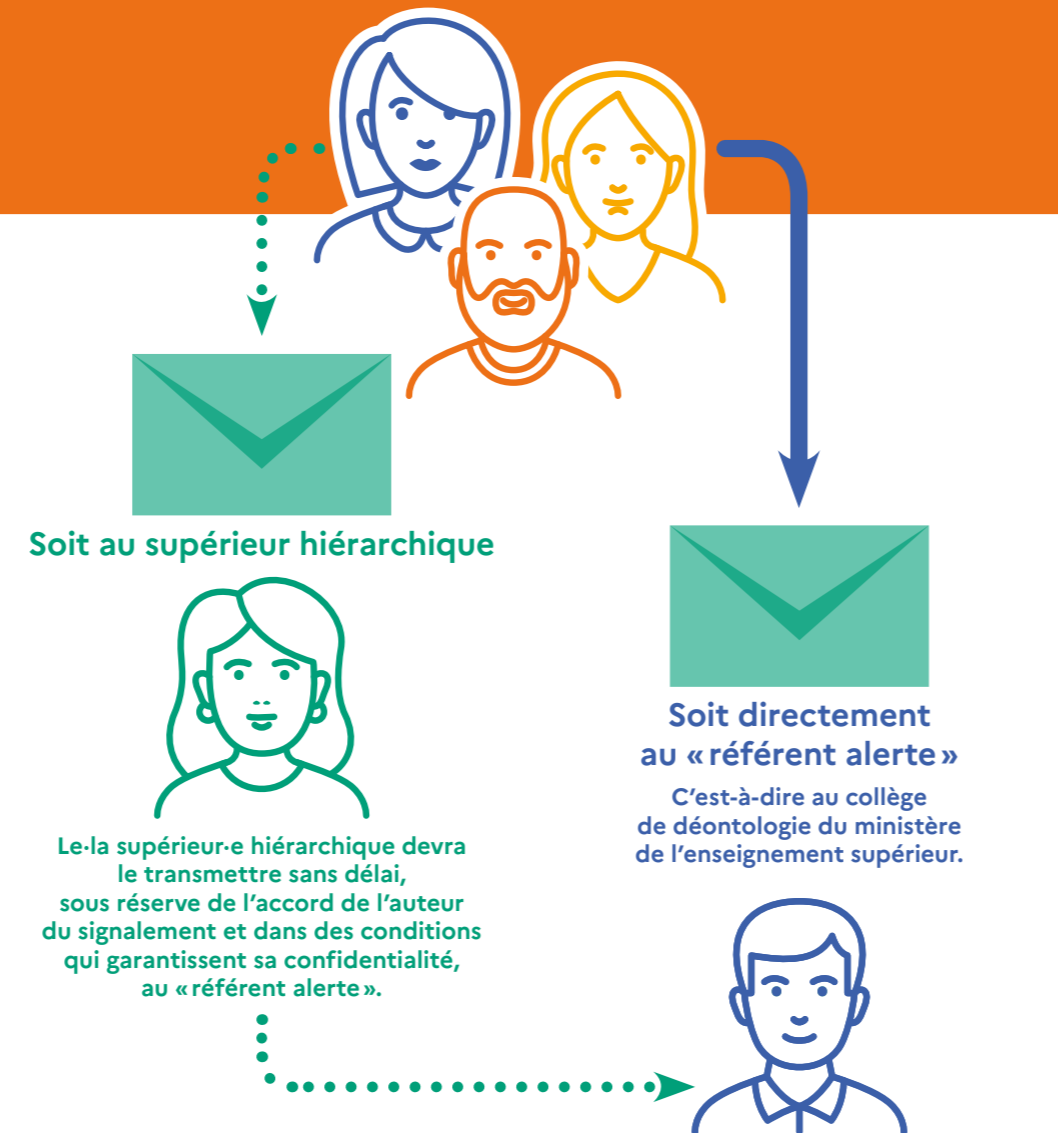 Soit au supérieur hiérarchique
Le·la supérieur·e hiérarchique devra
le transmettre sans délai,
sous réserve de l’accord de l’auteur
du signalement et dans des conditions
qui garantissent sa confidentialité,
au « référent alerte ».
Soit directement
au « référent alerte »
C’est-à-dire au collège
de déontologie du ministère
de l’enseignement supérieur.